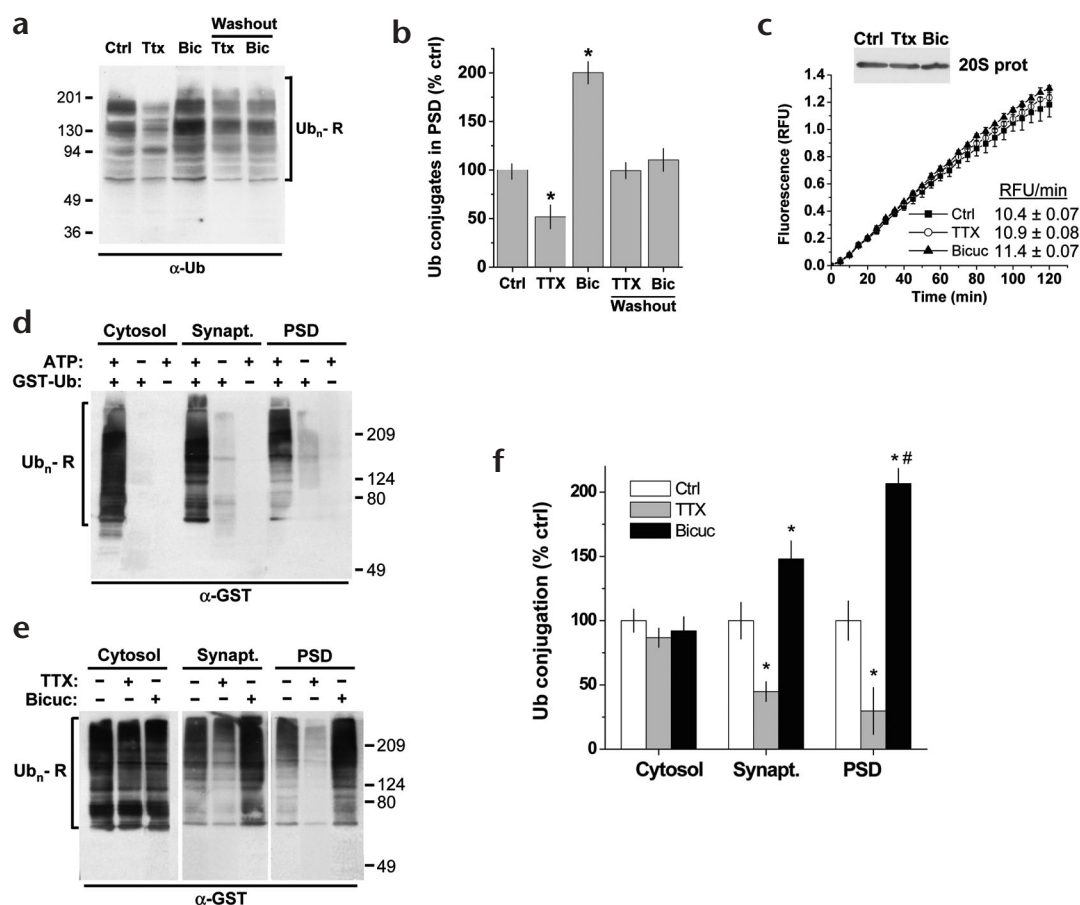 a
Washout
Ctrl Ttx Bic Ttx Bic
201
130
94
49
36
Ubn- R
α-Ub
b
Ub conjugates in PSD (% ctrl)
200
150
100
50
0
*
*
Ctrl TTX Bic TTX Bic
Washout
c
Ctrl Ttx Bic
20S prot
Fluorescence (RFU)
1.4
1.2
1.0
0.8
0.6
0.4
0.2
0.0
RFU/min
Ctrl 10.4 ± 0.07
TTX 10.9 ± 0.08
Bicuc 11.4 ± 0.07
0 10 20 30 40 50 60 70 80 90 100 110 120
Time (min)
d
Cytosol Synapt. PSD
ATP: + - + + - + + - +
GST-Ub: + + - + + - + + -
Ubn- R
209
124
80
49
α-GST
e
Cytosol Synapt. PSD
TTX: - + - - + - - + -
Bicuc: - - + - - + - - +
Ubn- R
209
124
80
49
α-GST
f
Ub conjugation (% ctrl)
200
150
100
50
0
Ctrl
TTX
Bicuc
*
*
*
* #
Cytosol Synapt. PSD